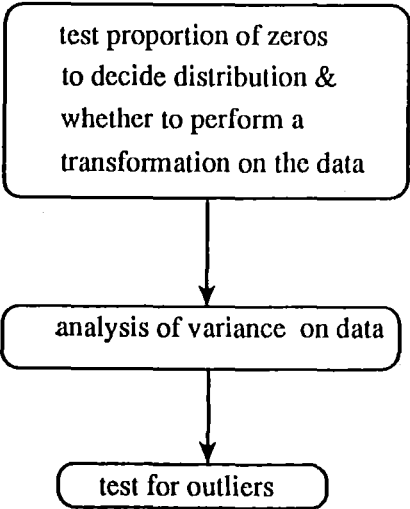 test proportion of zeros
to decide distribution &
whether to perform a
transformation on the data
analysis of variance on data
test for outliers